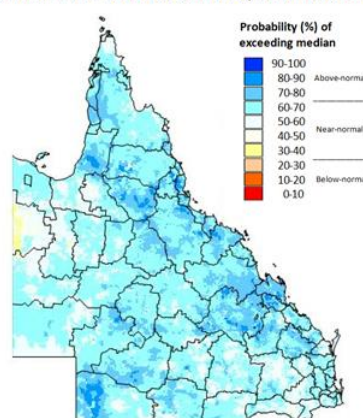 Probability (%) of
exceeding median
90-100
80-90
Above-norma
70-80
60-70
50-60
Near-norma
40-50
30-40
20-30
10-20
Below-norma
0-10